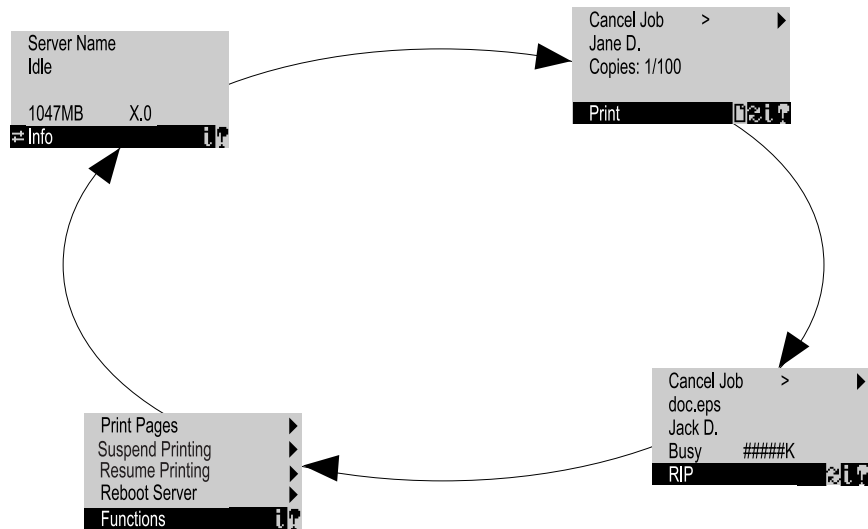 Server Name
Idle
1047MB X.0
Info
Cancel Job >
Jane D.
Copies: 1/100
Print
Cancel Job >
doc.eps
Jack D.
Busy #####K
RIP
Print Pages
Suspend Printing
Resume Printing
Reboot Server
Functions